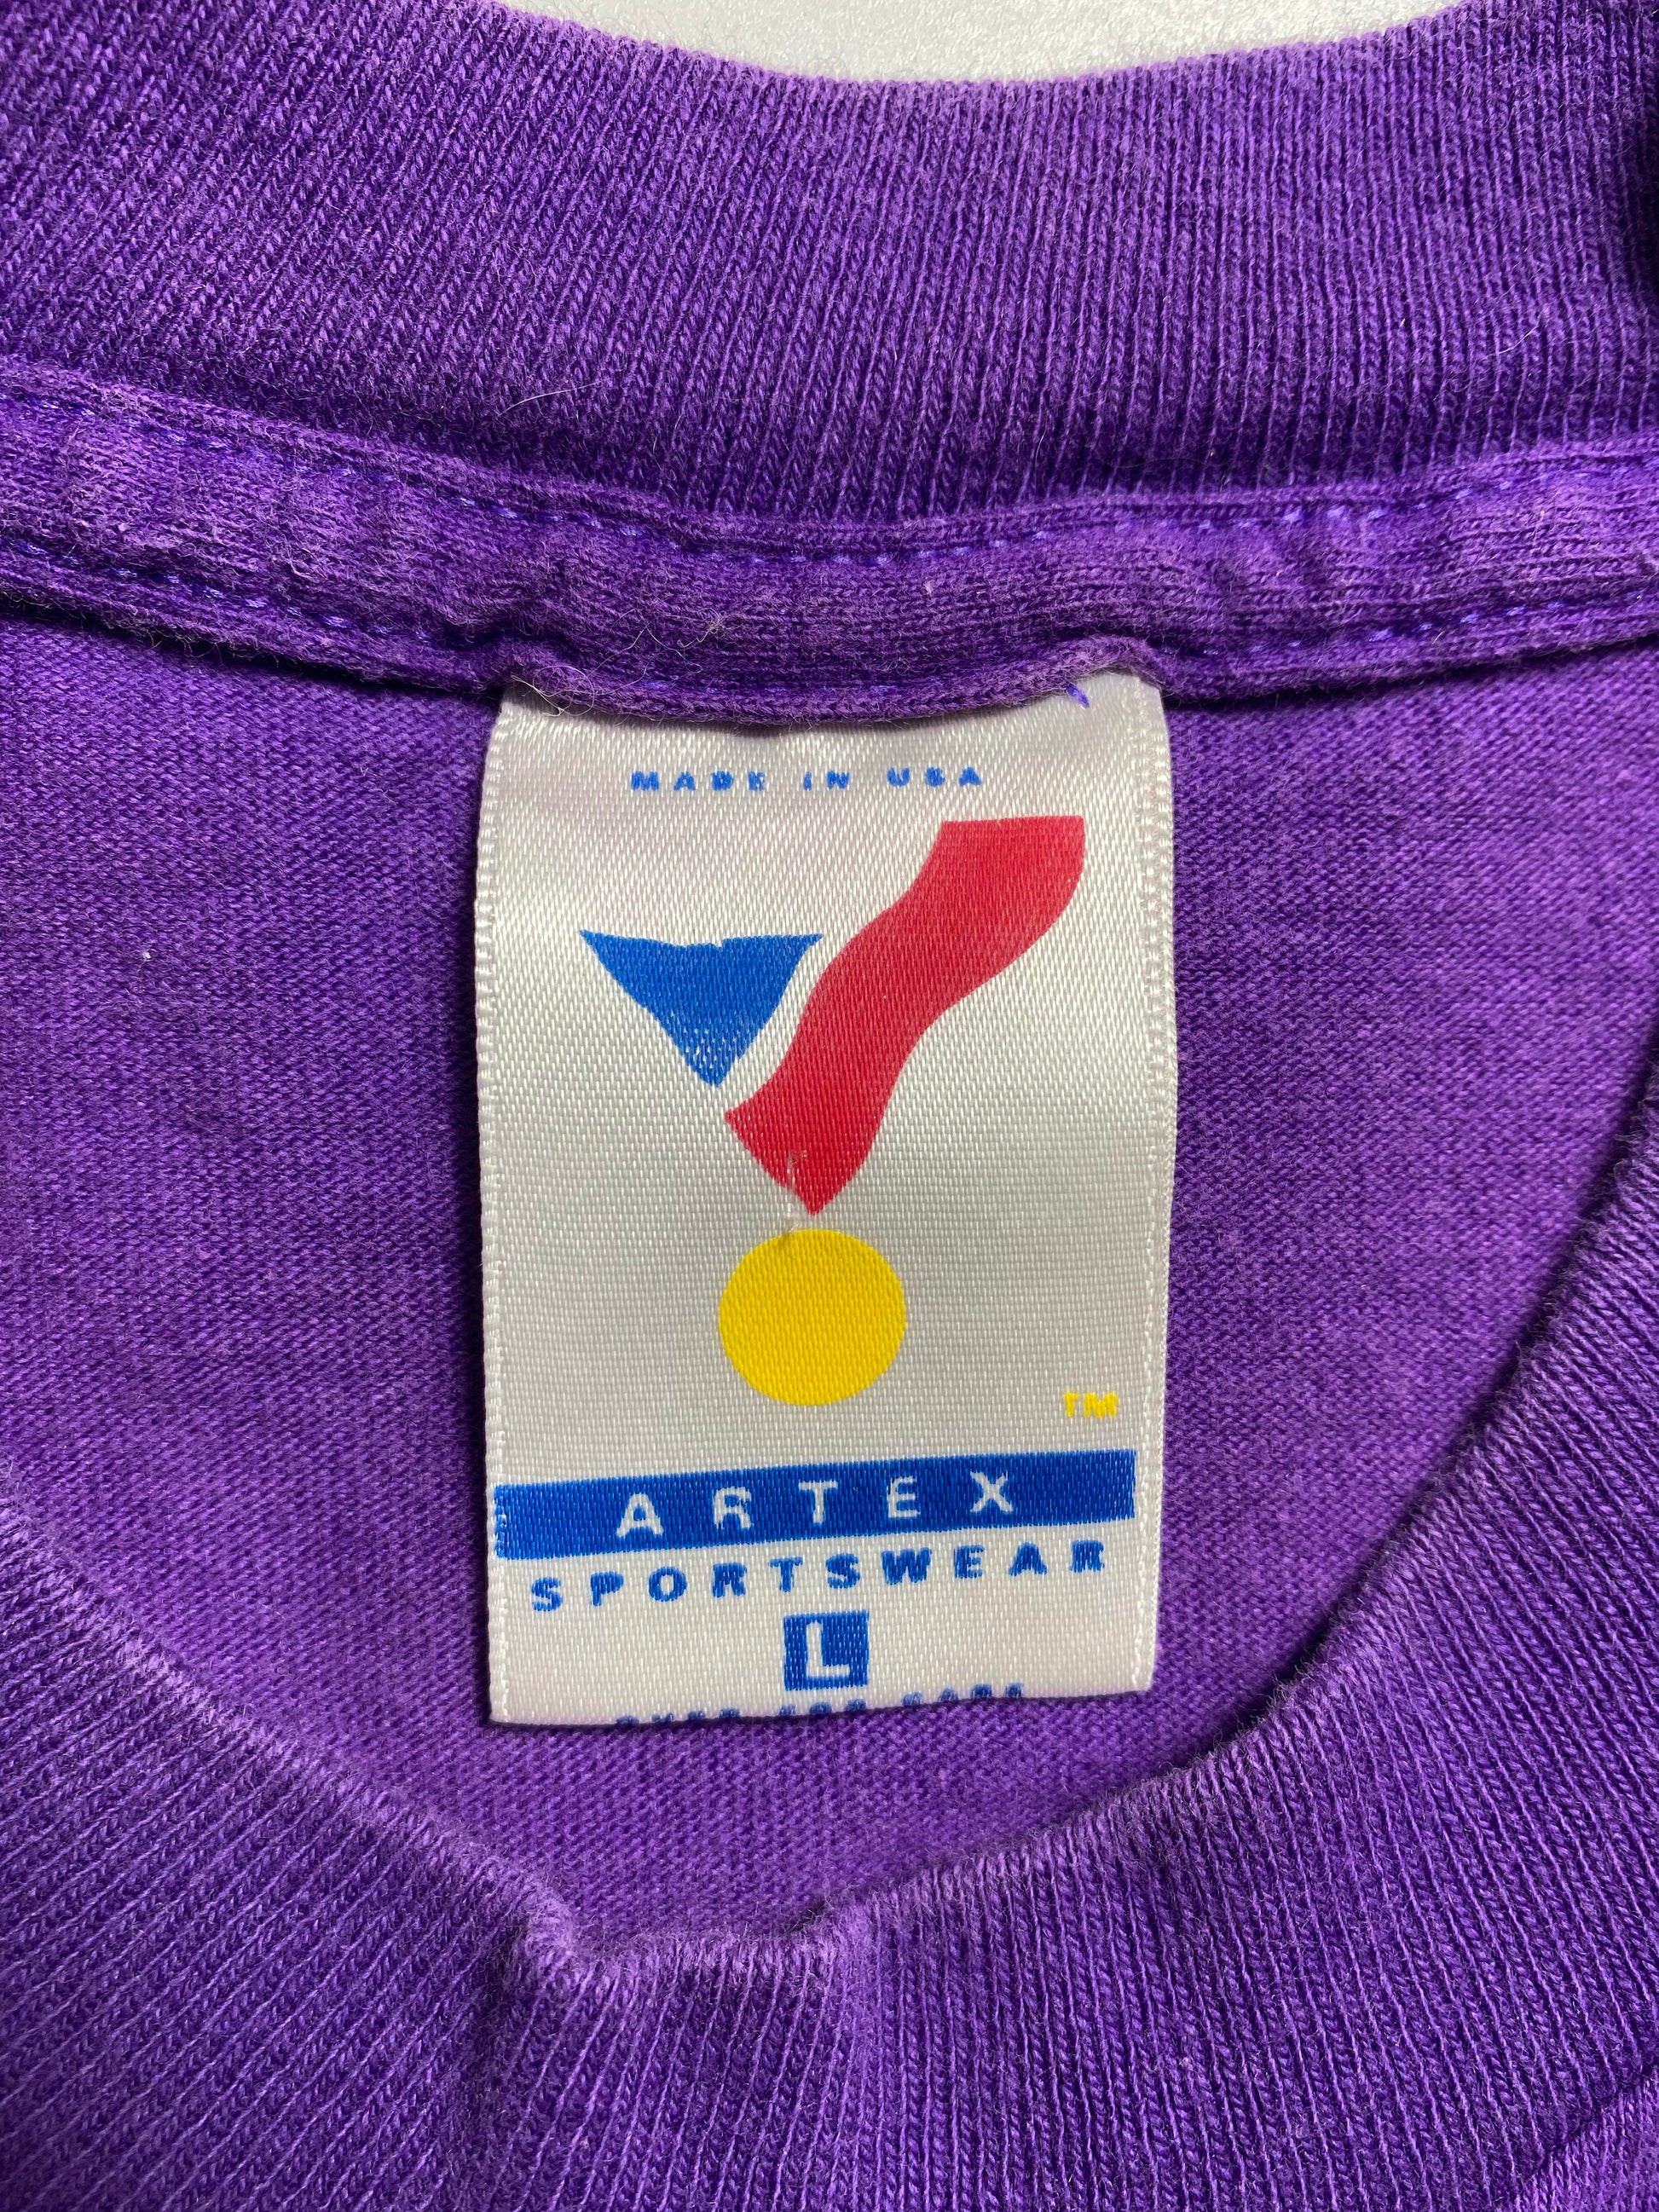 MADE IN USA
TM
ARTEX
SPORTSWEAR
L